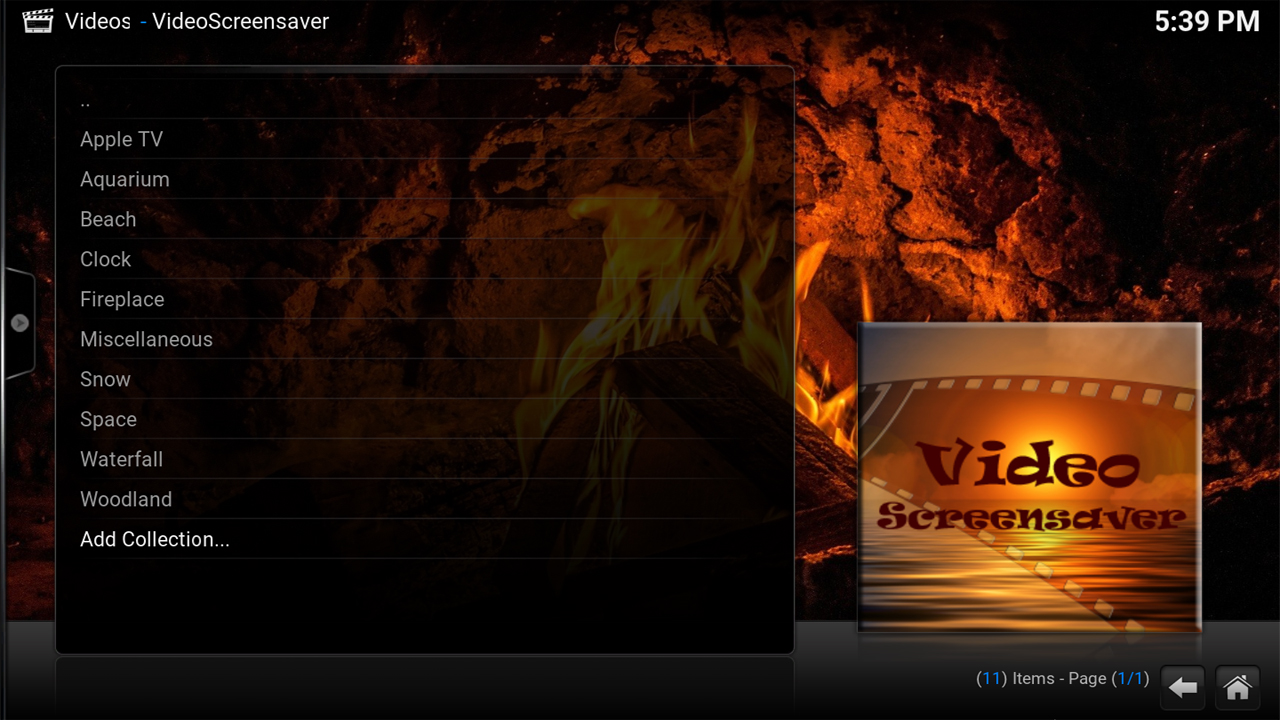 Videos - VideoScreensaver
5:39 PM
..
Apple TV
Aquarium
Beach
Clock
Fireplace
Miscellaneous
Snow
Space
Waterfall
Woodland
Add Collection...
Video
Screensaver
(11) Items - Page (1/1)